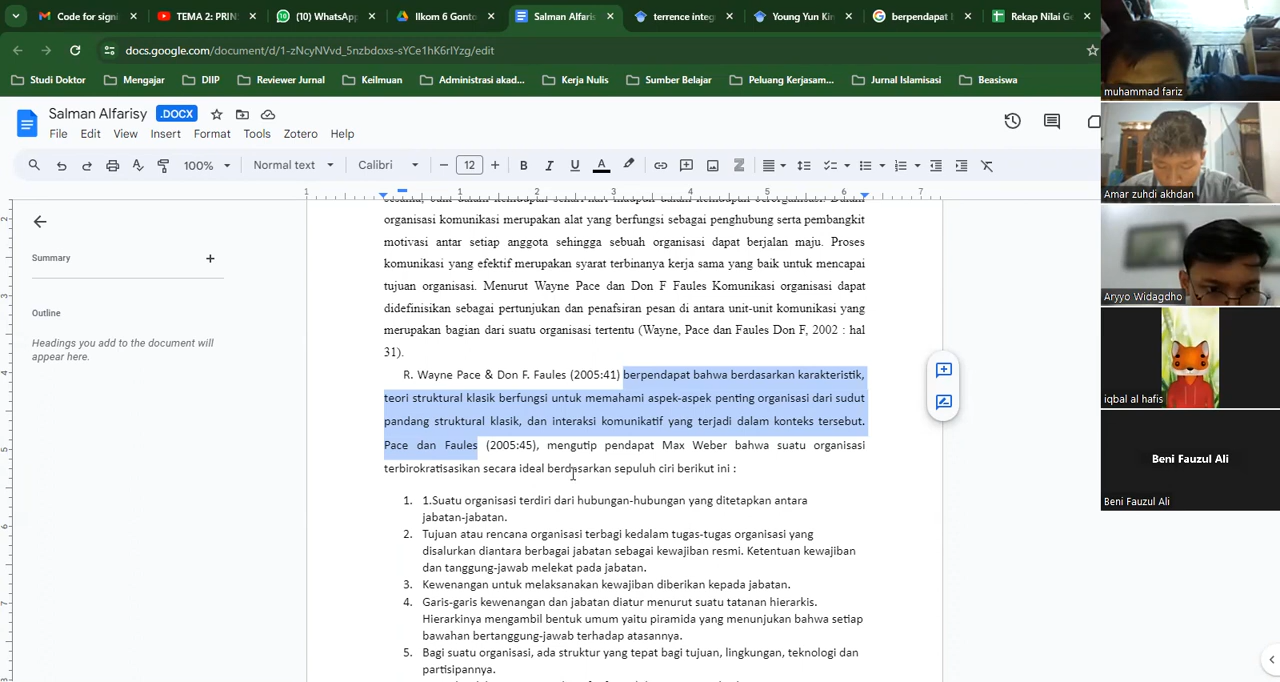 Code for signi
TEMA 2: PRIN
(10) WhatsApp
Ilkom 6 Gonto
Salman Alfaris
terrence integ
Young Yun Kin
berpendapat
Rekap Nilai G
docs.google.com/document/d/1-zNcyNVvd_5nzbdoxs-sYCe1hK6rIYzg/edit
Studi Doktor
Mengajar
DIIP
Reviewer Jurnal
Keilmuan
Administrasi akad...
Kerja Nulis
Sumber Belajar
Peluang Kerjasam...
Jurnal Islamisasi
Beasiswa
Salman Alfarisy .DOCX
File Edit View Insert Format Tools Zotero Help
100% Normal text Calibri 12
Summary
Outline
Headings you add to the document will
appear here.
organisasi komunikasi merupakan alat yang berfungsi sebagai penghubung serta pembangkit
motivasi antar setiap anggota sehingga sebuah organisasi dapat berjalan maju. Proses
komunikasi yang efektif merupakan syarat terbinanya kerja sama yang baik untuk mencapai
tujuan organisasi. Menurut Wayne Pace dan Don F Faules Komunikasi organisasi dapat
didefinisikan sebagai pertunjukan dan penafsiran pesan di antara unit-unit komunikasi yang
merupakan bagian dari suatu organisasi tertentu (Wayne, Pace dan Faules Don F, 2002 : hal
31).
R. Wayne Pace & Don F. Faules (2005:41) berpendapat bahwa berdasarkan karakteristik,
teori struktural klasik berfungsi untuk memahami aspek-aspek penting organisasi dari sudut
pandang struktural klasik, dan interaksi komunikatif yang terjadi dalam konteks tersebut.
Pace dan Faules (2005:45), mengutip pendapat Max Weber bahwa suatu organisasi
terbirokratisasikan secara ideal berdasarkan sepuluh ciri berikut ini :
1. 1.Suatu organisasi terdiri dari hubungan-hubungan yang ditetapkan antara
jabatan-jabatan.
2. Tujuan atau rencana organisasi terbagi kedalam tugas-tugas organisasi yang
disalurkan diantara berbagai jabatan sebagai kewajiban resmi. Ketentuan kewajiban
dan tanggung-jawab melekat pada jabatan.
3. Kewenangan untuk melaksanakan kewajiban diberikan kepada jabatan.
4. Garis-garis kewenangan dan jabatan diatur menurut suatu tatanan hierarkis.
Hierarkinya mengambil bentuk umum yaitu piramida yang menunjukan bahwa setiap
bawahan bertanggung-jawab terhadap atasannya.
5. Bagi suatu organisasi, ada struktur yang tepat bagi tujuan, lingkungan, teknologi dan
partisipannya.
muhammad fariz
Amar zuhdi akhdan
Aryyo Widagdho
iqbal al hafis
Beni Fauzul Ali
Beni Fauzul Ali